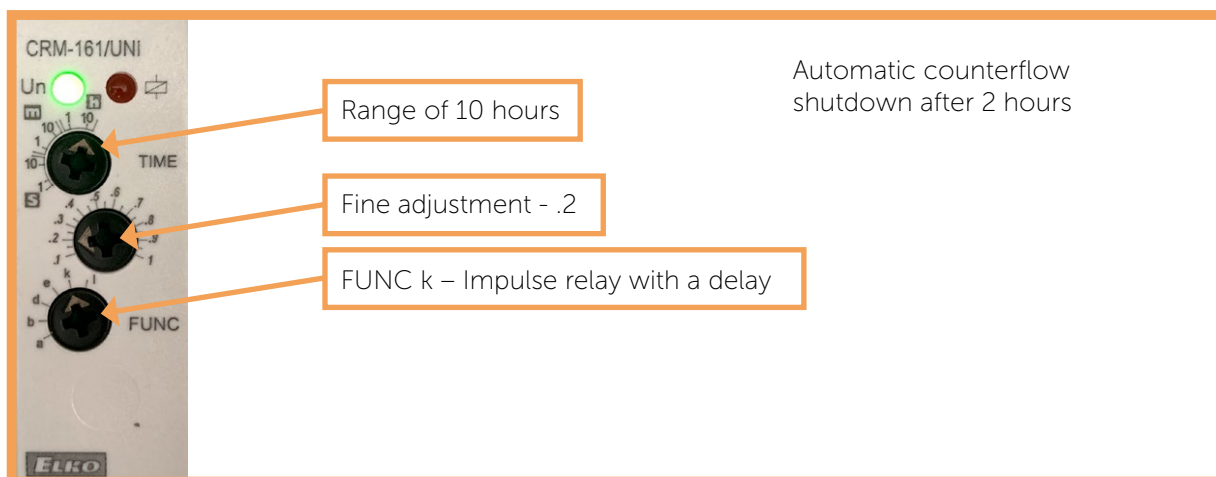 CRM-161/UNI
Un
m
h
10
1
10
1
10
1
s
TIME
.1
.2
.3
.4
.5
.6
.7
.8
.9
1
a
b
d
e
k
l
FUNC
ELKO
Range of 10 hours
Fine adjustment - .2
FUNC k – Impulse relay with a delay
Automatic counterflow
shutdown after 2 hours